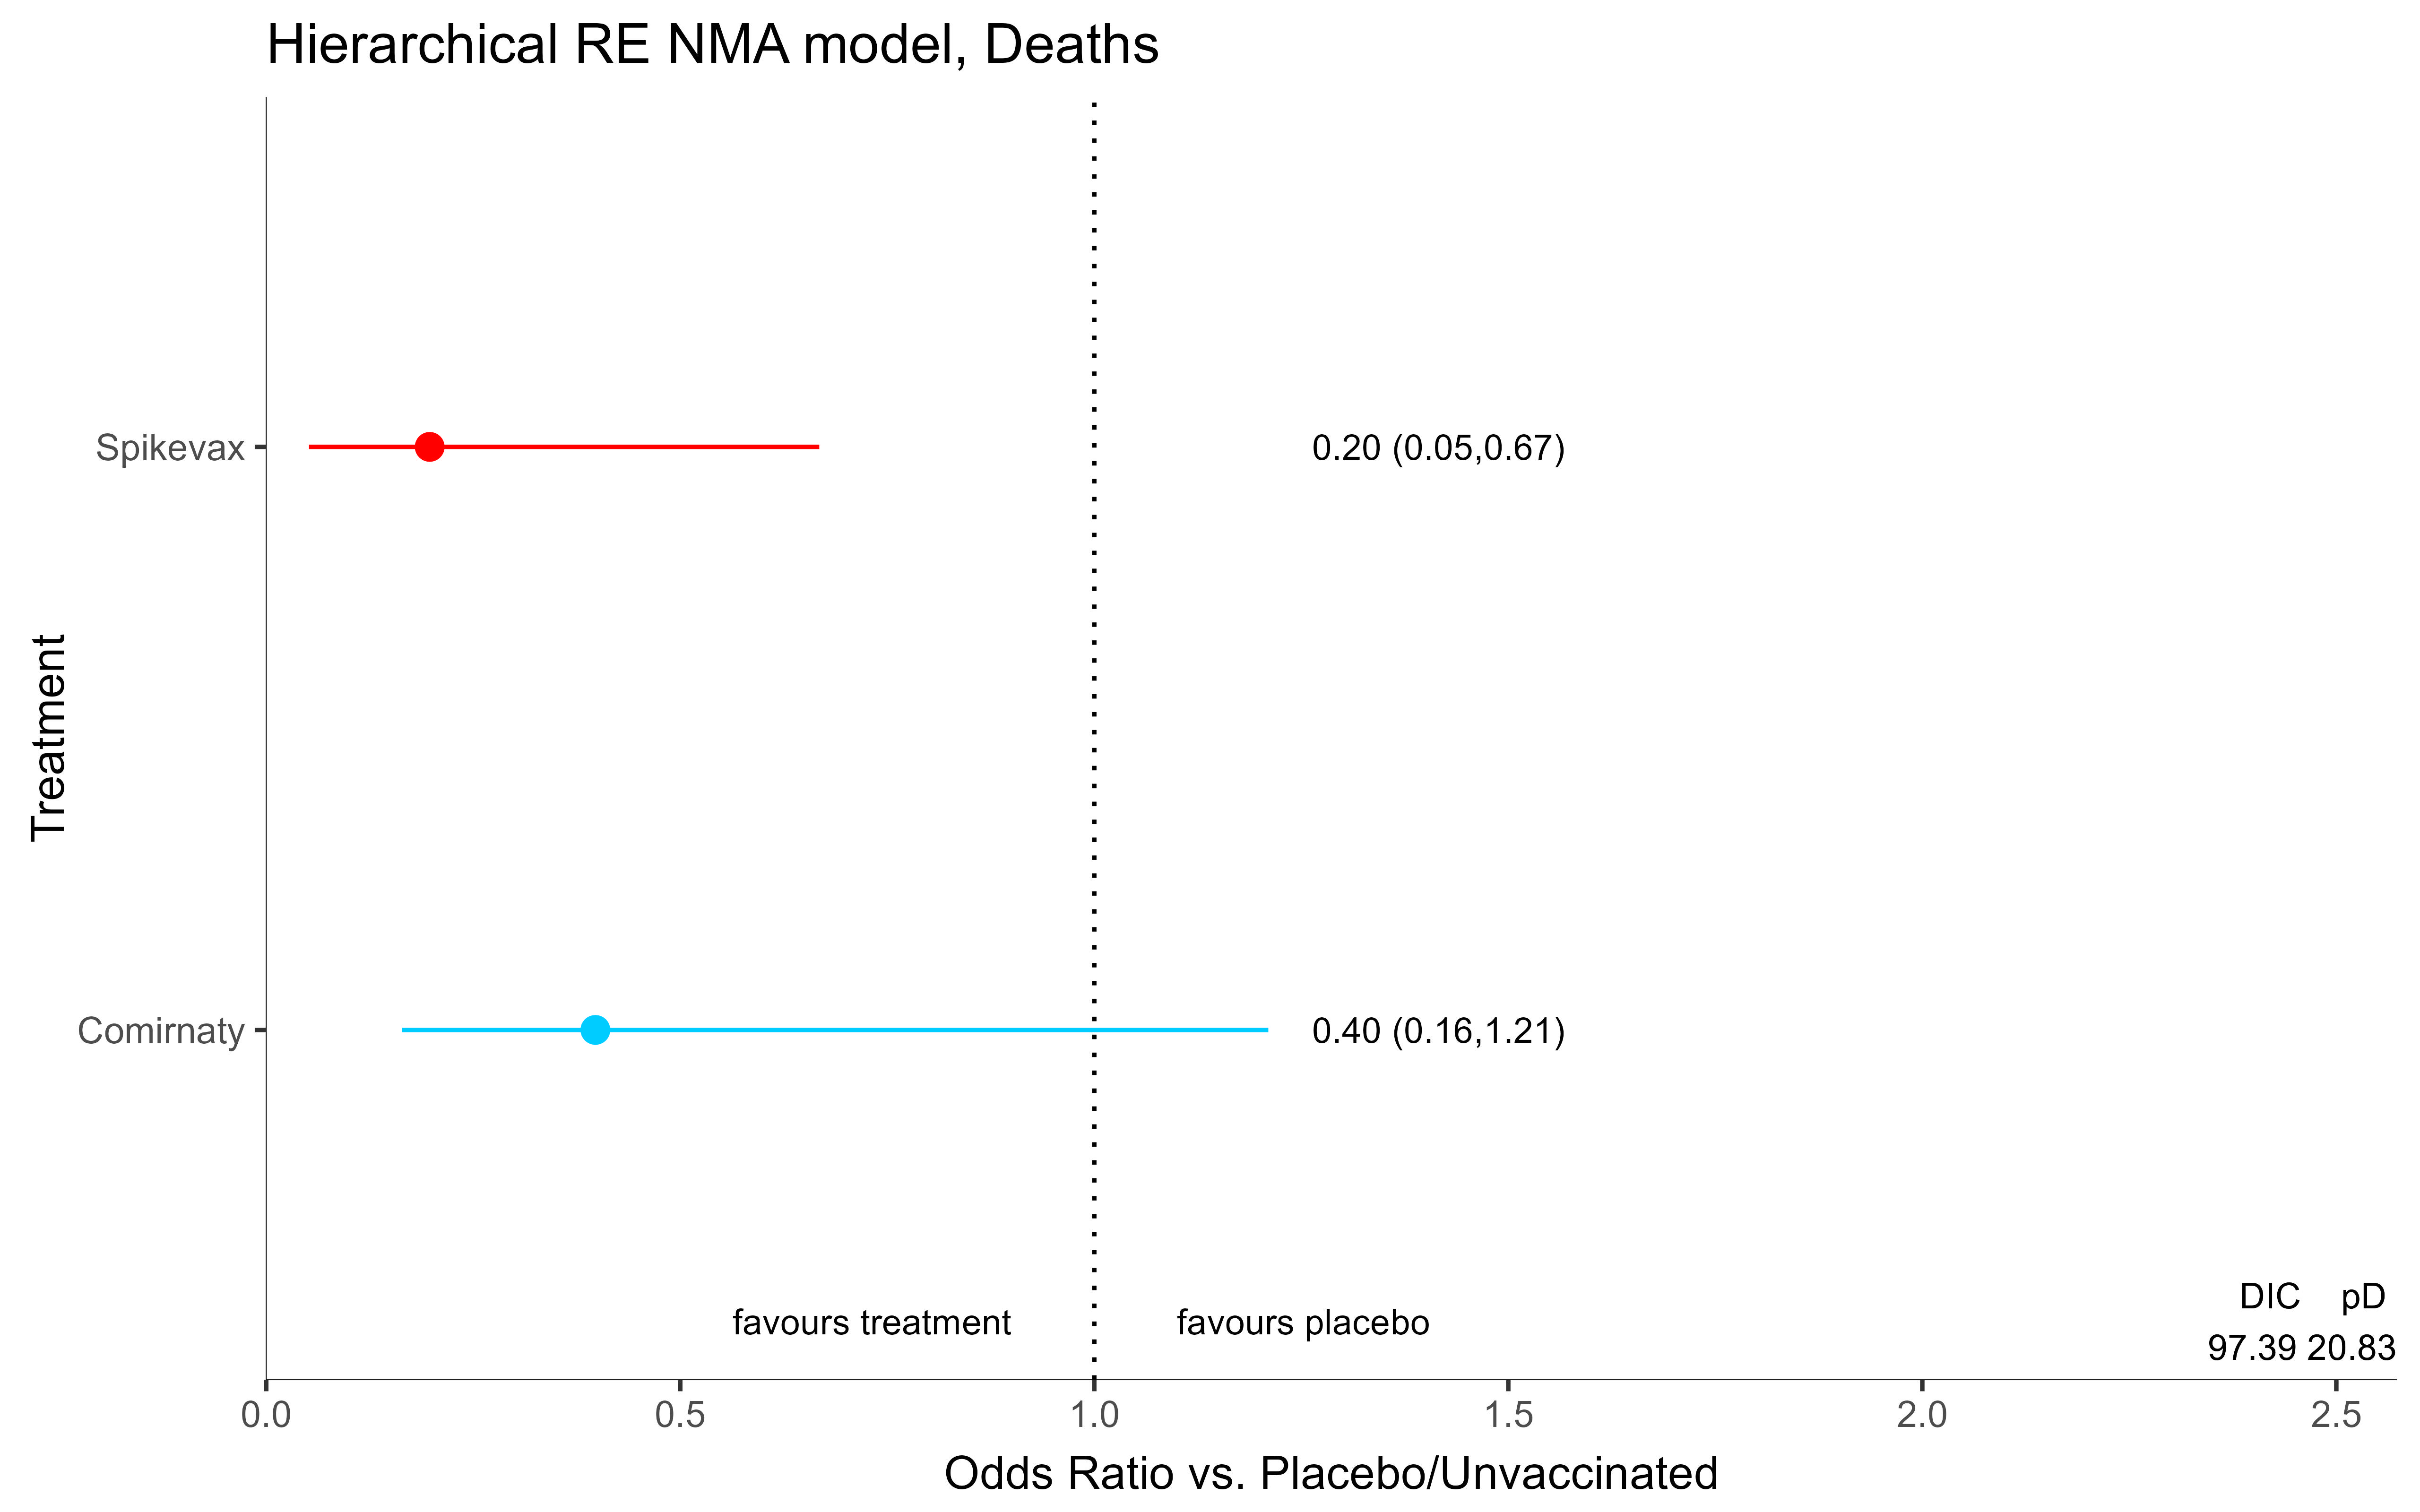 Hierarchical RE NMA model, Deaths
Treatment
Spikevax
0.20 (0.05,0.67)
Comirnaty
0.40 (0.16,1.21)
favours treatment
favours placebo
DIC pD
97.39 20.83
0.0 0.5 1.0 1.5 2.0 2.5
Odds Ratio vs. Placebo/Unvaccinated